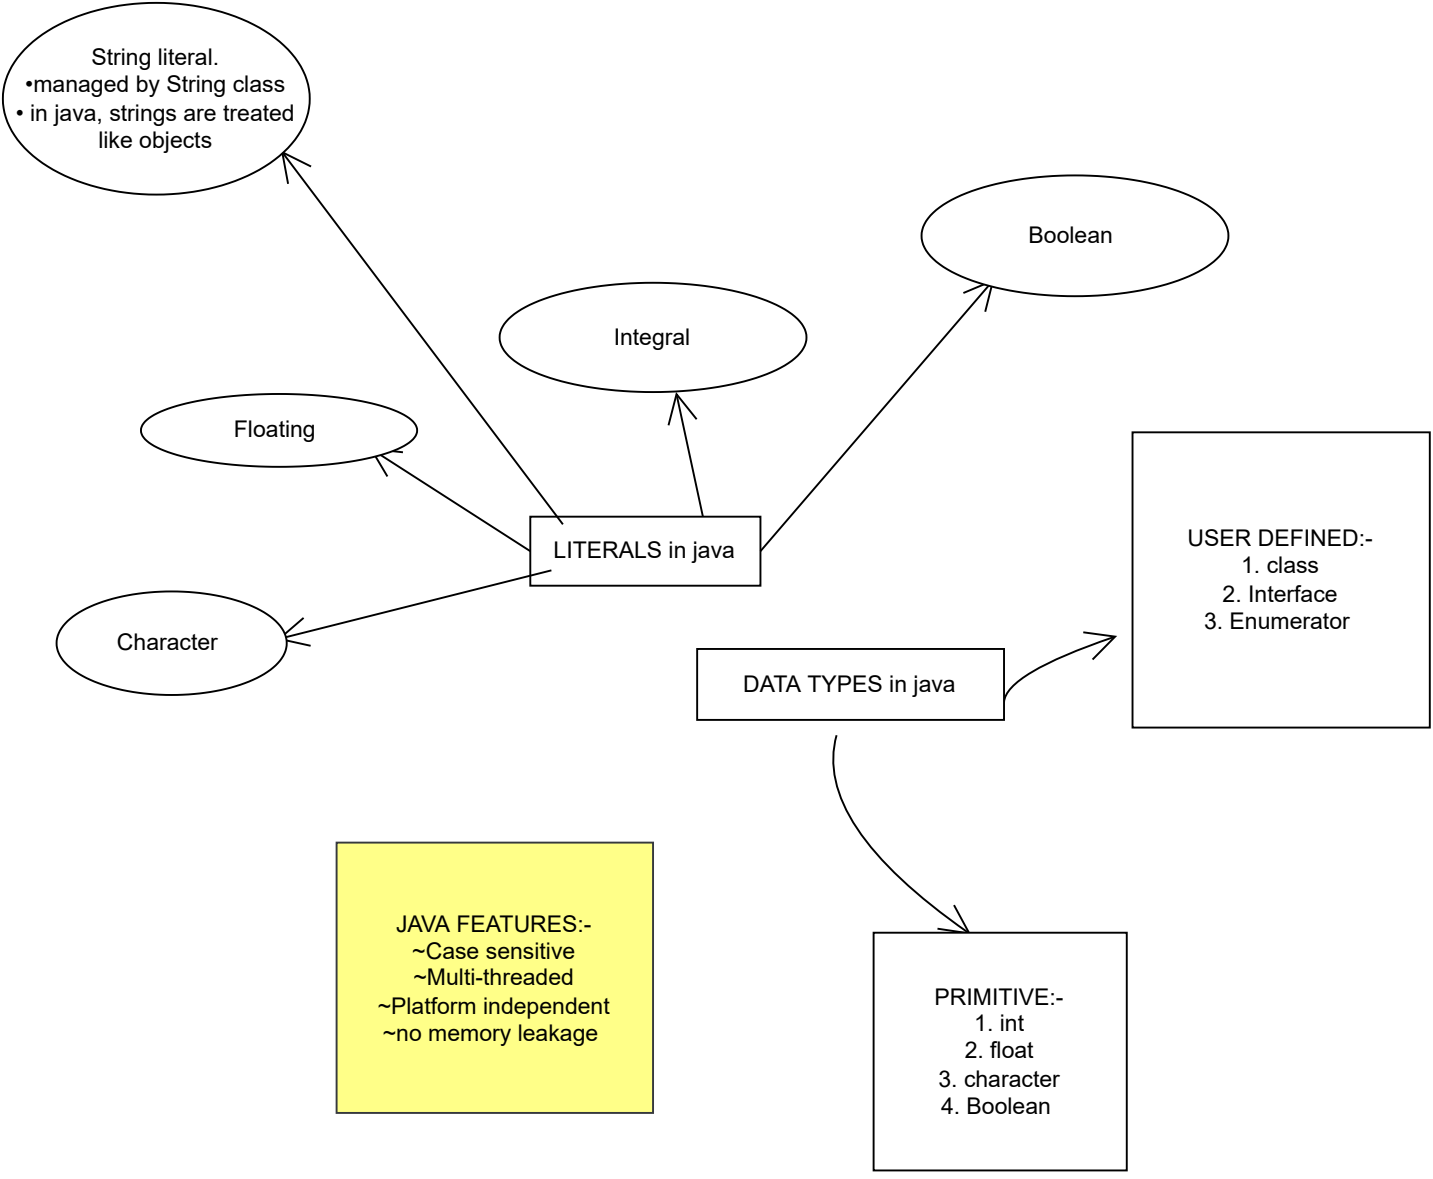 String literal.
•managed by String class
• in java, strings are treated
like objects
Boolean
Integral
Floating
LITERALS in java
Character
USER DEFINED:-
1. class
2. Interface
3. Enumerator
DATA TYPES in java
JAVA FEATURES:-
~Case sensitive
~Multi-threaded
~Platform independent
~no memory leakage
PRIMITIVE:-
1. int
2. float
3. character
4. Boolean